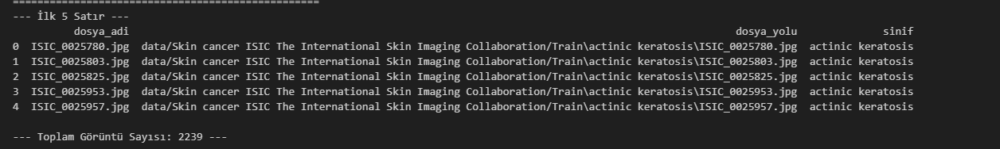 ==================================================
--- İlk 5 Satır ---
dosya_adi dosya_yolu sinif
0 ISIC_0025780.jpg data/Skin cancer ISIC The International Skin Imaging Collaboration/Train\actinic keratosis\ISIC_0025780.jpg actinic keratosis
1 ISIC_0025803.jpg data/Skin cancer ISIC The International Skin Imaging Collaboration/Train\actinic keratosis\ISIC_0025803.jpg actinic keratosis
2 ISIC_0025825.jpg data/Skin cancer ISIC The International Skin Imaging Collaboration/Train\actinic keratosis\ISIC_0025825.jpg actinic keratosis
3 ISIC_0025953.jpg data/Skin cancer ISIC The International Skin Imaging Collaboration/Train\actinic keratosis\ISIC_0025953.jpg actinic keratosis
4 ISIC_0025957.jpg data/Skin cancer ISIC The International Skin Imaging Collaboration/Train\actinic keratosis\ISIC_0025957.jpg actinic keratosis
--- Toplam Görüntü Sayısı: 2239 ---